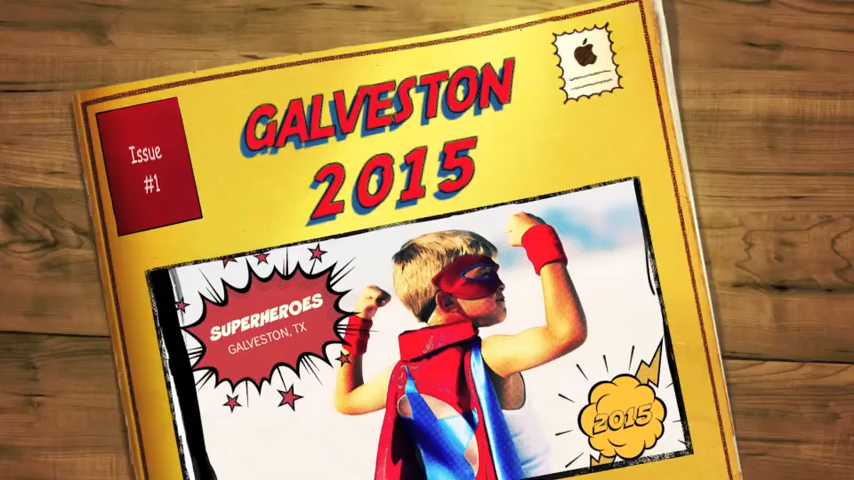 Issue
#1
GALVESTON
2015
SUPERHEROES
GALVESTON, TX
2015